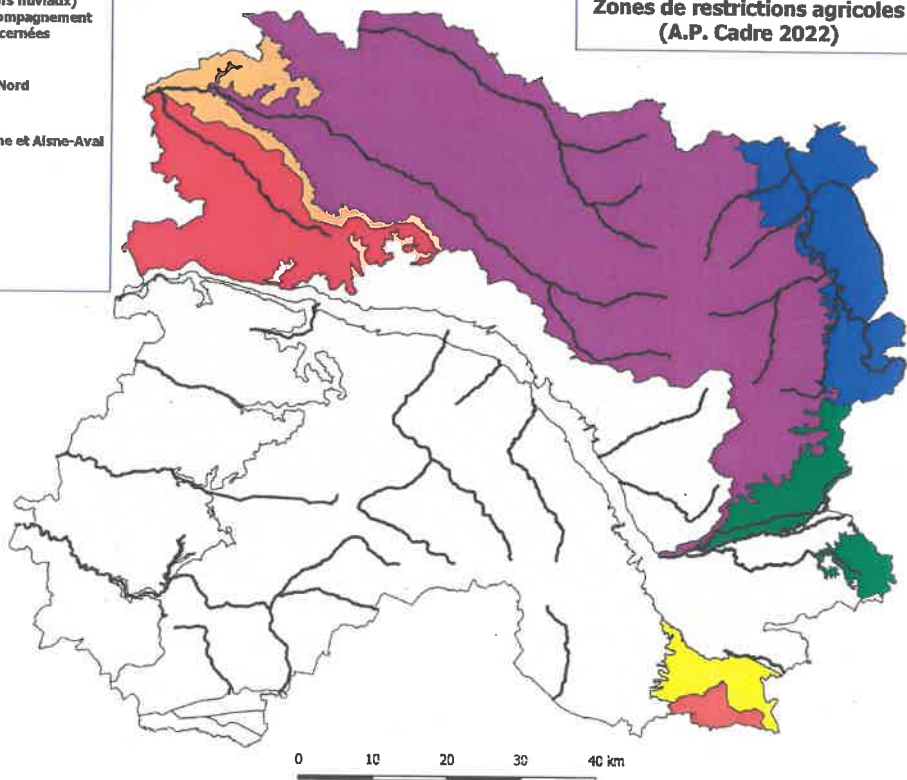 ompagnement
cernées
Nord
ne et Aisne-Aval
Zones de restrictions agricoles
(A.P. Cadre 2022)
0 10 20 30 40 km